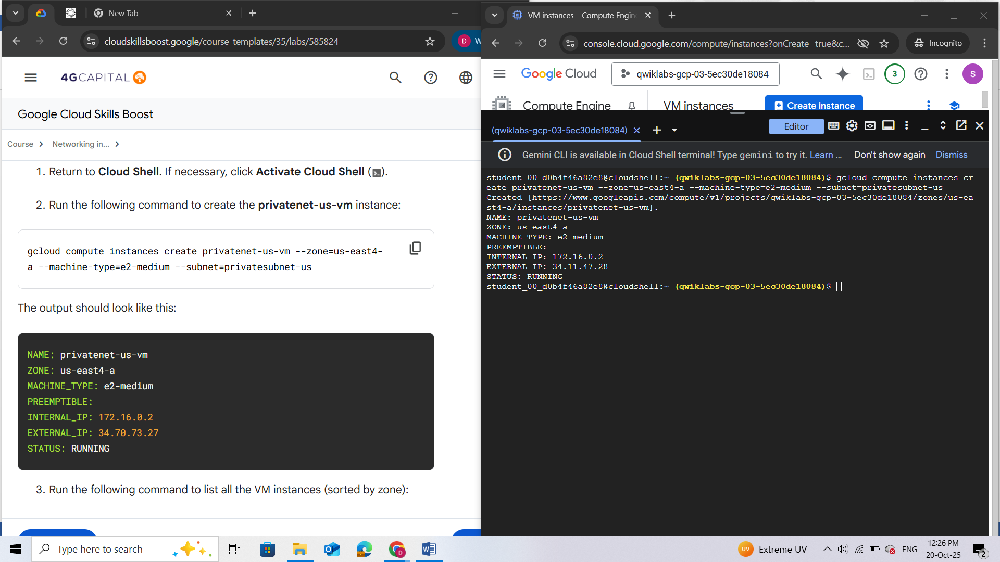 New Tab
cloudskillsboost.google/course_templates/35/labs/585824
D
4GCAPITAL
Google Cloud Skills Boost
Course
Networking in...
1. Return to Cloud Shell. If necessary, click Activate Cloud Shell (>_).
2. Run the following command to create the privatenet-us-vm instance:
gcloud compute instances create privatenet-us-vm --zone=us-east4-
a --machine-type=e2-medium --subnet=privatesubnet-us
The output should look like this:
NAME: privatenet-us-vm
ZONE: us-east4-a
MACHINE_TYPE: e2-medium
PREEMPTIBLE:
INTERNAL_IP: 172.16.0.2
EXTERNAL_IP: 34.70.73.27
STATUS: RUNNING
3. Run the following command to list all the VM instances (sorted by zone):
VM instances – Compute Engin
console.cloud.google.com/compute/instances?onCreate=true&c...
Incognito
Google Cloud
qwiklabs-gcp-03-5ec30de18084
3
S
Compute Engine
VM instances
Create instance
(qwiklabs-gcp-03-5ec30de18084)
Editor
Gemini CLI is available in Cloud Shell terminal! Type gemini to try it. Learn ...
Don't show again
Dismiss
student_00_d0b4f46a82e8@cloudshell:~ (qwiklabs-gcp-03-5ec30de18084)$ gcloud compute instances cr
eate privatenet-us-vm --zone=us-east4-a --machine-type=e2-medium --subnet=privatesubnet-us
Created [https://www.googleapis.com/compute/v1/projects/qwiklabs-gcp-03-5ec30de18084/zones/us-ea
st4-a/instances/privatenet-us-vm].
NAME: privatenet-us-vm
ZONE: us-east4-a
MACHINE_TYPE: e2-medium
PREEMPTIBLE:
INTERNAL_IP: 172.16.0.2
EXTERNAL_IP: 34.11.47.28
STATUS: RUNNING
student_00_d0b4f46a82e8@cloudshell:~ (qwiklabs-gcp-03-5ec30de18084)$
Type here to search
UV
Extreme UV
ENG
12:26 PM
20-Oct-25
2